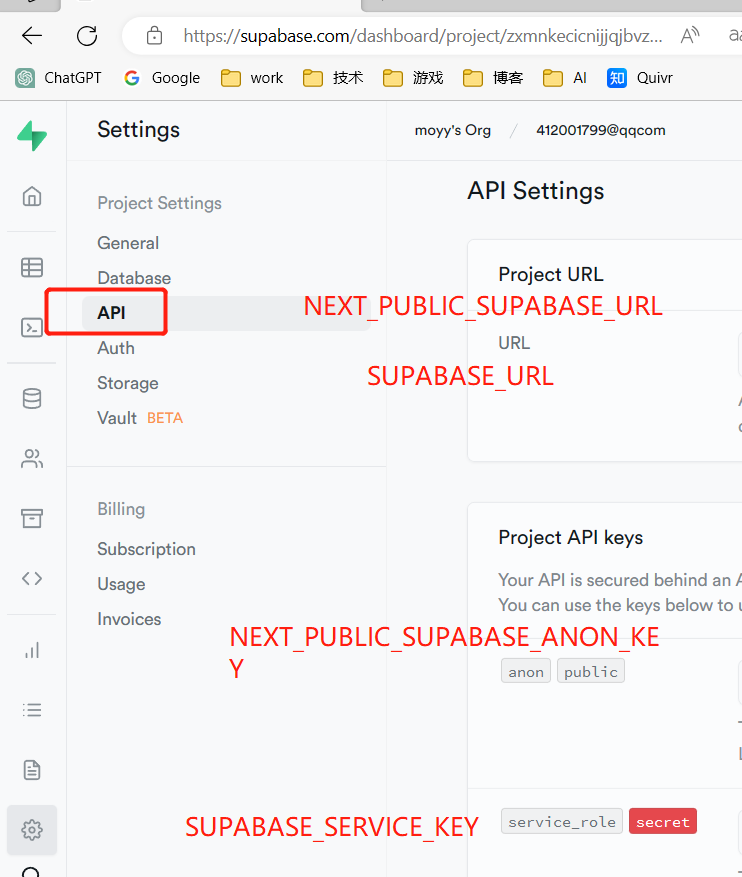 https://supabase.com/dashboard/project/zxmnkecicnijjqjbvz...
ChatGPT Google work 技术 游戏 博客 AI 知 Quivr
Settings
moyy's Org / 412001799@qqcom
API Settings
Project Settings
General
Database
API
Auth
Storage
Vault BETA
Billing
Subscription
Usage
Invoices
Project URL
NEXT_PUBLIC_SUPABASE_URL
URL
SUPABASE_URL
Project API keys
Your API is secured behind an A
You can use the keys below to u
NEXT_PUBLIC_SUPABASE_ANON_KE
Y
anon public
SUPABASE_SERVICE_KEY
service_role secret